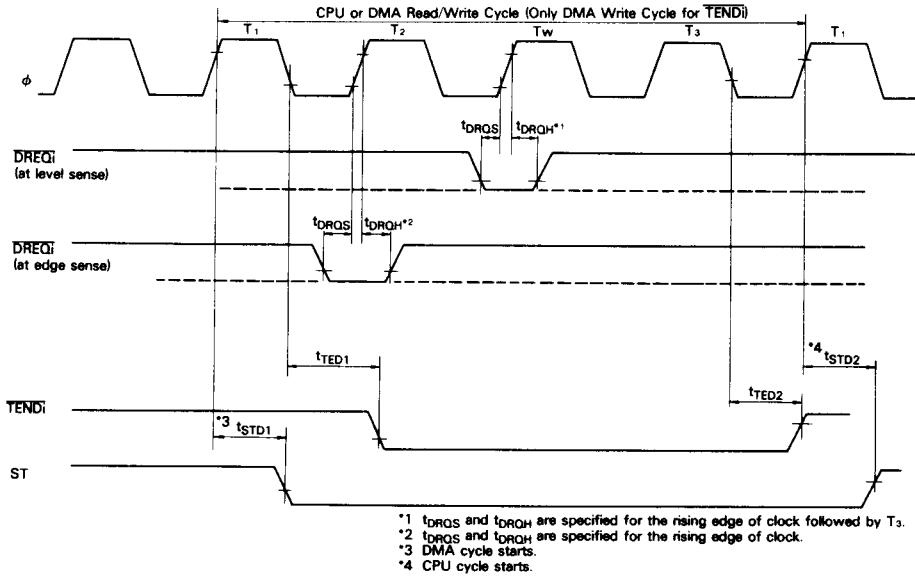 CPU or DMA Read/Write Cycle (Only DMA Write Cycle for TENDi)
T1 T2 Tw T3 T1
φ
tDRQS tDRQH*1
DREQi
(at level sense)
tDRQS tDRQH*2
DREQi
(at edge sense)
tTED1 *4 tSTD2
TENDi tTED2
*3 tSTD1
ST
*1 tDRQS and tDRQH are specified for the rising edge of clock followed by T3.
*2 tDRQS and tDRQH are specified for the rising edge of clock.
*3 DMA cycle starts.
*4 CPU cycle starts.